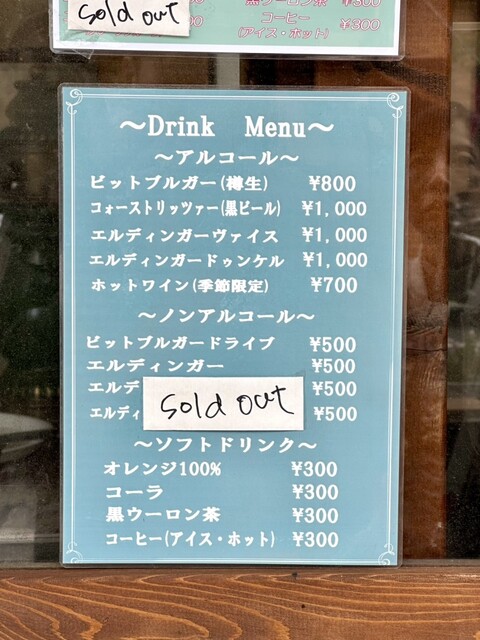 sold out
黒ウーロン茶 ¥300
コーヒー ¥300
(アイス・ホット)
～Drink Menu～
～アルコール～
ビットブルガー(樽生) ¥800
コォーストリッツァー(黒ビール) ¥1,000
エルディンガーヴァイス ¥1,000
エルディンガードゥンケル ¥1,000
ホットワイン(季節限定) ¥700
～ノンアルコール～
ビットブルガードライブ ¥500
エルディンガー ¥500
エルデ ¥500
エルディ ¥500
sold out
～ソフトドリンク～
オレンジ100% ¥300
コーラ ¥300
黒ウーロン茶 ¥300
コーヒー(アイス・ホット) ¥300